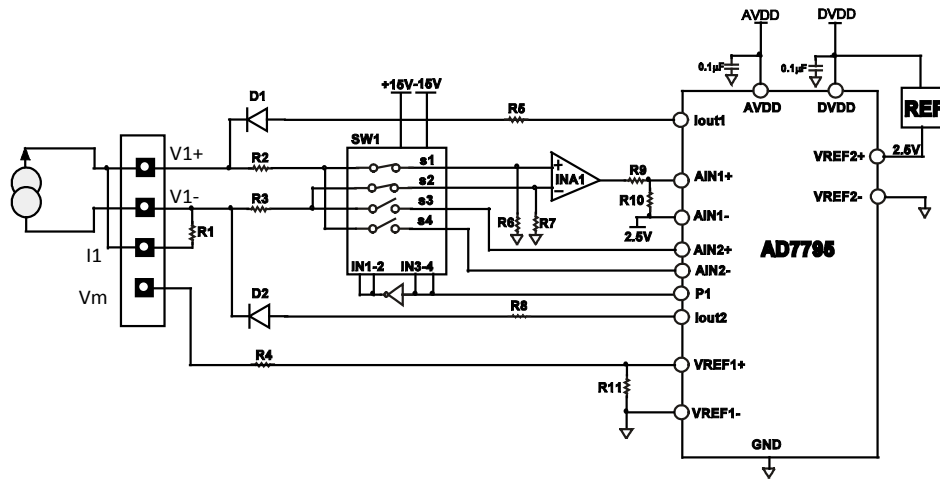 AVDD
DVDD
0.1µF
0.1µF
+15V
-15V
AVDD
DVDD
REF
D1
R5
Iout1
SW1
2.5V
V1+
R2
s1
VREF2+
R9
AIN1+
INA1
s2
VREF2-
V1-
R3
s3
R10
R1
R6
R7
AIN1-
s4
2.5V
I1
AIN2+
AD7795
IN1-2
IN3-4
AIN2-
Vm
D2
P1
R8
Iout2
R4
VREF1+
R11
VREF1-
GND